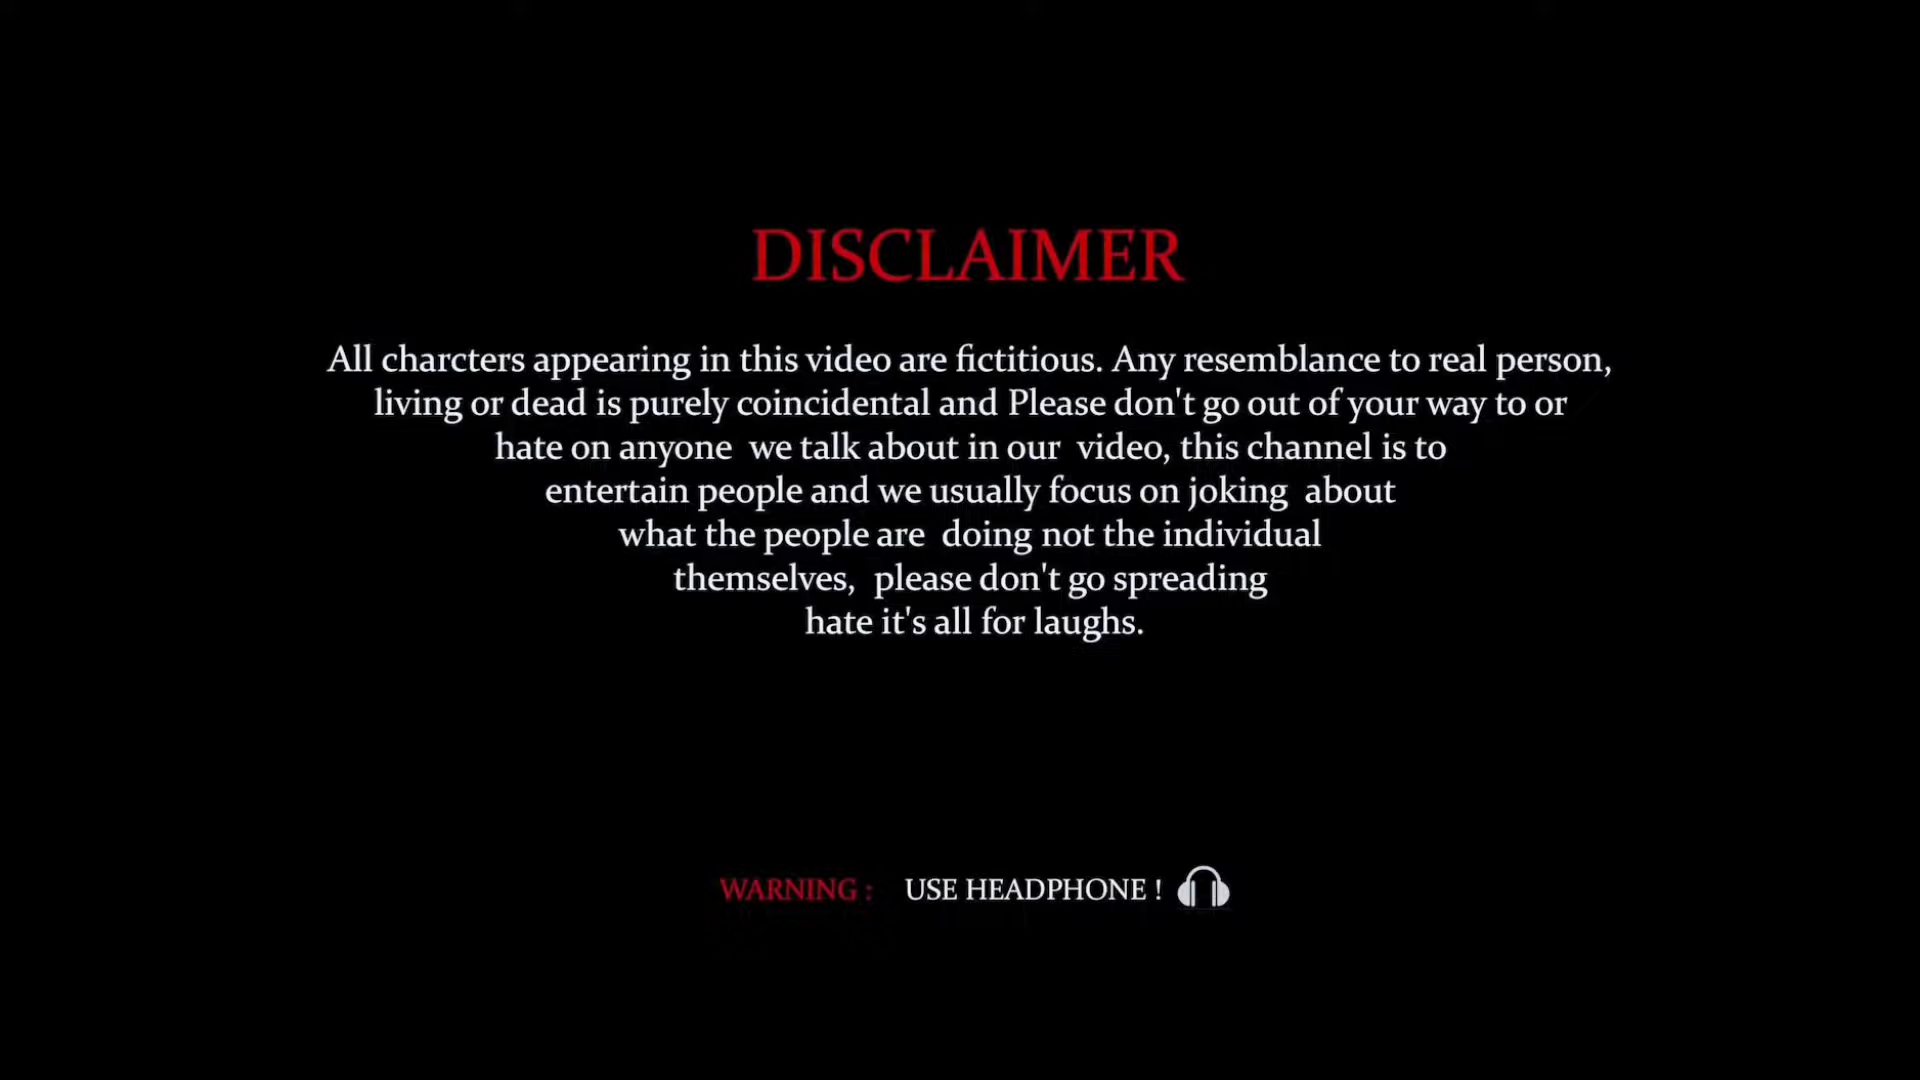 DISCLAIMER
All charcters appearing in this video are fictitious. Any resemblance to real person,
living or dead is purely coincidental and Please don't go out of your way to or
hate on anyone  we talk about in our  video, this channel is to
entertain people and we usually focus on joking  about
what the people are  doing not the individual
themselves,  please don't go spreading
hate it's all for laughs.
WARNING :   USE HEADPHONE !